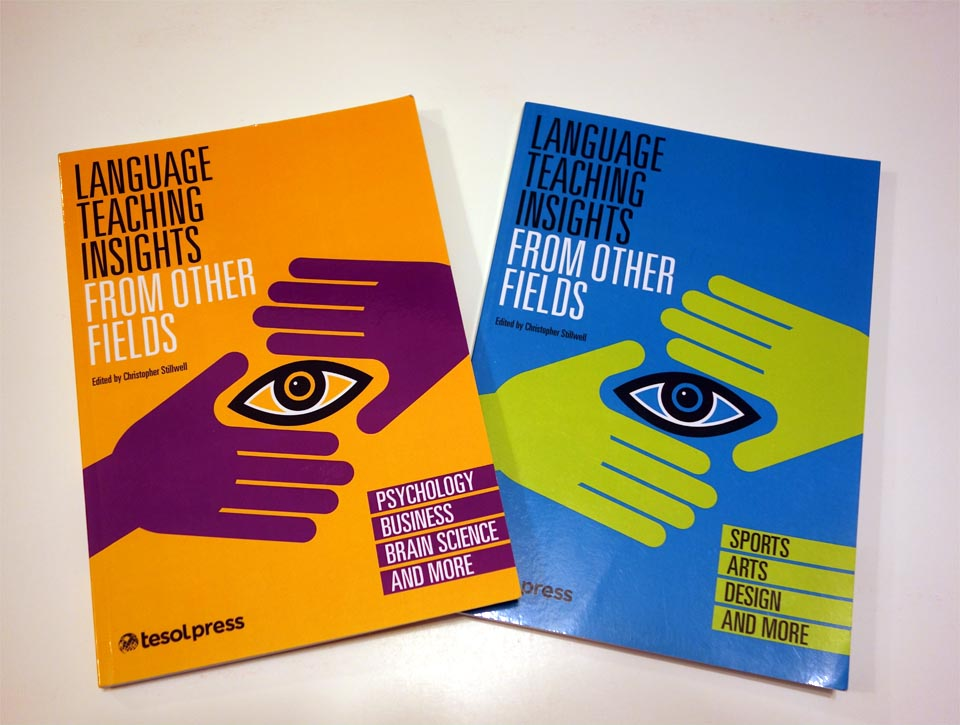 LANGUAGE
TEACHING
INSIGHTS
FROM OTHER
FIELDS
Edited by Christopher Stillwell
PSYCHOLOGY
BUSINESS
BRAIN SCIENCE
AND MORE
tesolpress
LANGUAGE
TEACHING
INSIGHTS
FROM OTHER
FIELDS
Edited by Christopher Stillwell
SPORTS
ARTS
DESIGN
AND MORE
press